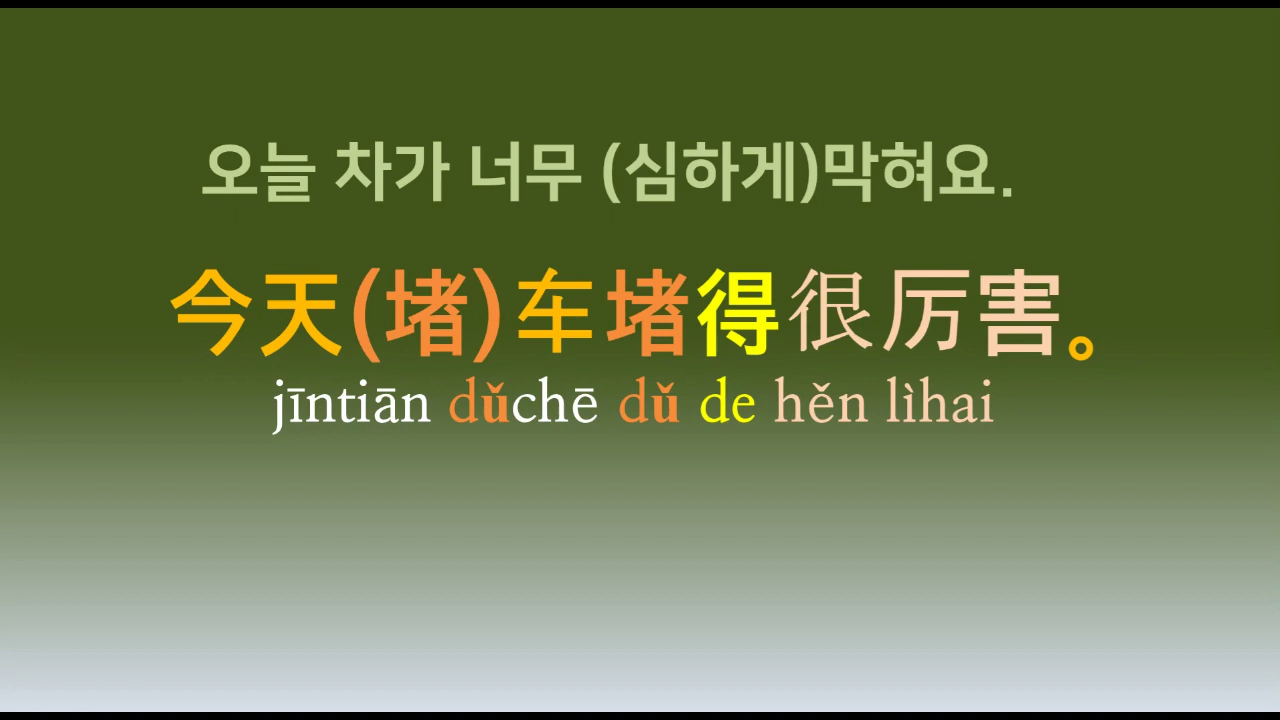 오늘 차가 너무 (심하게)막혀요.
今天(堵)车堵得很厉害。
jīntiān dǔchē dǔ de hěn lìhai